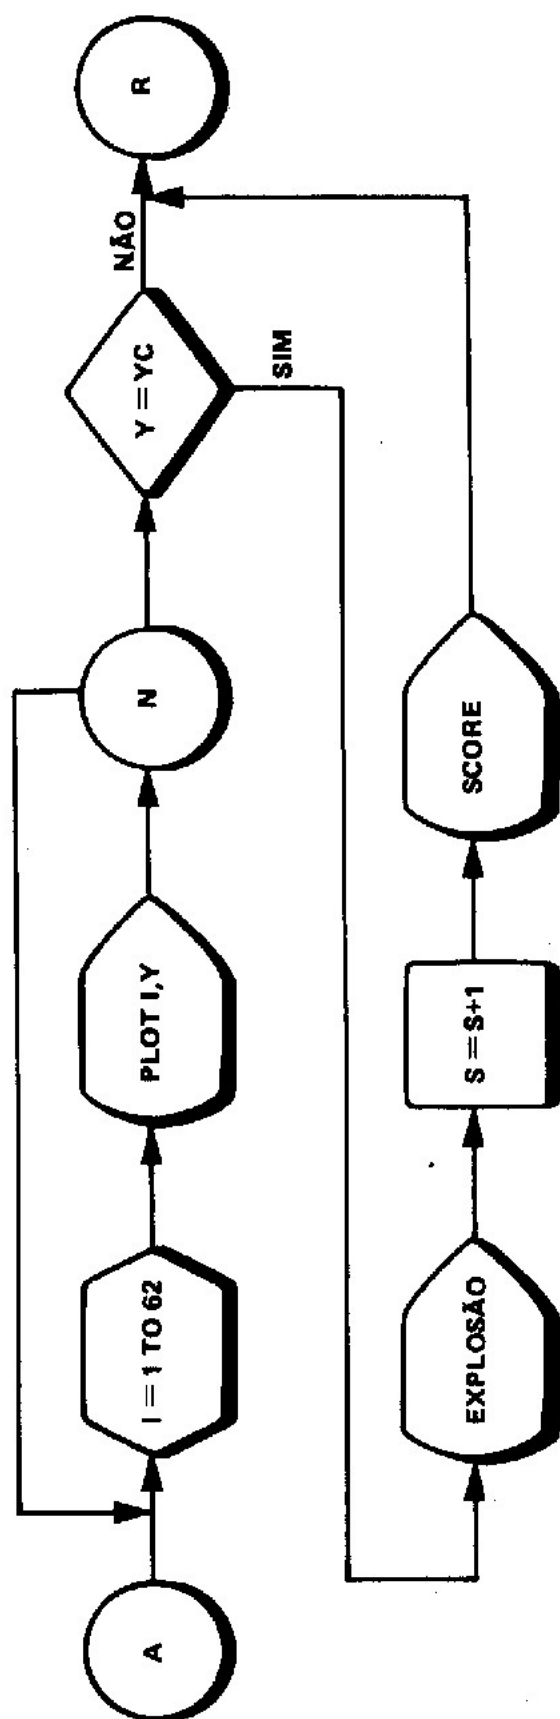 A
I = 1 TO 62
PLOT I,Y
N
Y = YC
NÃO
R
SIM
EXPLOSÃO
S = S+1
SCORE